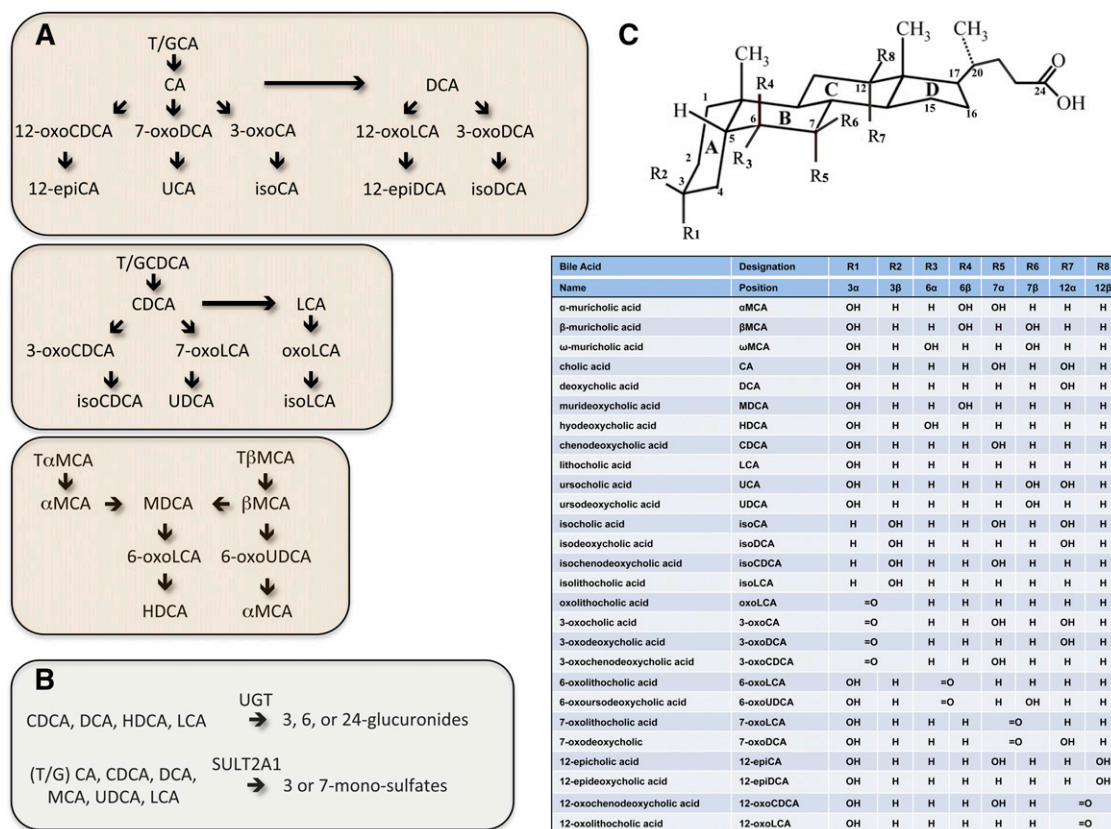 A
T/GCA
CA DCA
12-oxoCDCA 7-oxoDCA 3-oxoCA 12-oxoLCA 3-oxoDCA
12-epiCA UCA isoCA 12-epiDCA isoDCA
T/GCDCA
CDCA LCA
3-oxoCDCA 7-oxoLCA oxoLCA
isoCDCA UDCA isoLCA
TαMCA TβMCA
αMCA MDCA βMCA
6-oxoLCA 6-oxoUDCA
HDCA αMCA
B
UGT
CDCA, DCA, HDCA, LCA 3, 6, or 24-glucuronides
SULT2A1
(T/G) CA, CDCA, DCA, 3 or 7-mono-sulfates
MCA, UDCA, LCA
C
CH3 CH3
R8
CH3 R4 12 17 20 O
1 C D 24
H 6 B 7 R6 15 16 OH
5 R7
A R3
2 R5
R2 3 4
R1
Bile Acid Designation R1 R2 R3 R4 R5 R6 R7 R8
Name Position 3α 3β 6α 6β 7α 7β 12α 12β
α-muricholic acid αMCA OH H H OH OH H H H
β-muricholic acid βMCA OH H H OH H OH H H
ω-muricholic acid ωMCA OH H OH H H OH H H
cholic acid CA OH H H H OH H OH H
deoxycholic acid DCA OH H H H H H OH H
murideoxycholic acid MDCA OH H H OH H H H H
hyodeoxycholic acid HDCA OH H OH H H H H H
chenodeoxycholic acid CDCA OH H H H OH H H H
lithocholic acid LCA OH H H H H H H H
ursocholic acid UCA OH H H H H OH OH H
ursodeoxycholic acid UDCA OH H H H H OH H H
isocholic acid isoCA H OH H H OH H OH H
isodeoxycholic acid isoDCA H OH H H H H OH H
isochenodeoxycholic acid isoCDCA H OH H H OH H H H
isolithocholic acid isoLCA H OH H H H H H H
oxolithocholic acid oxoLCA =O H H H H H H
3-oxocholic acid 3-oxoCA =O H H OH H OH H
3-oxodeoxycholic acid 3-oxoDCA =O H H H H OH H
3-oxochenodeoxycholic acid 3-oxoCDCA =O H H OH H H H
6-oxolithocholic acid 6-oxoLCA OH H =O H H H H
6-oxoursodeoxycholic acid 6-oxoUDCA OH H =O H OH H H
7-oxolithocholic acid 7-oxoLCA OH H H H =O H H
7-oxodeoxycholic 7-oxoDCA OH H H H =O OH H
12-epicholic acid 12-epiCA OH H H H OH H H OH
12-epideoxycholic acid 12-epiDCA OH H H H H H H OH
12-oxochenodeoxycholic acid 12-oxoCDCA OH H H H OH H =O
12-oxolithocholic acid 12-oxoLCA OH H H H H H =O